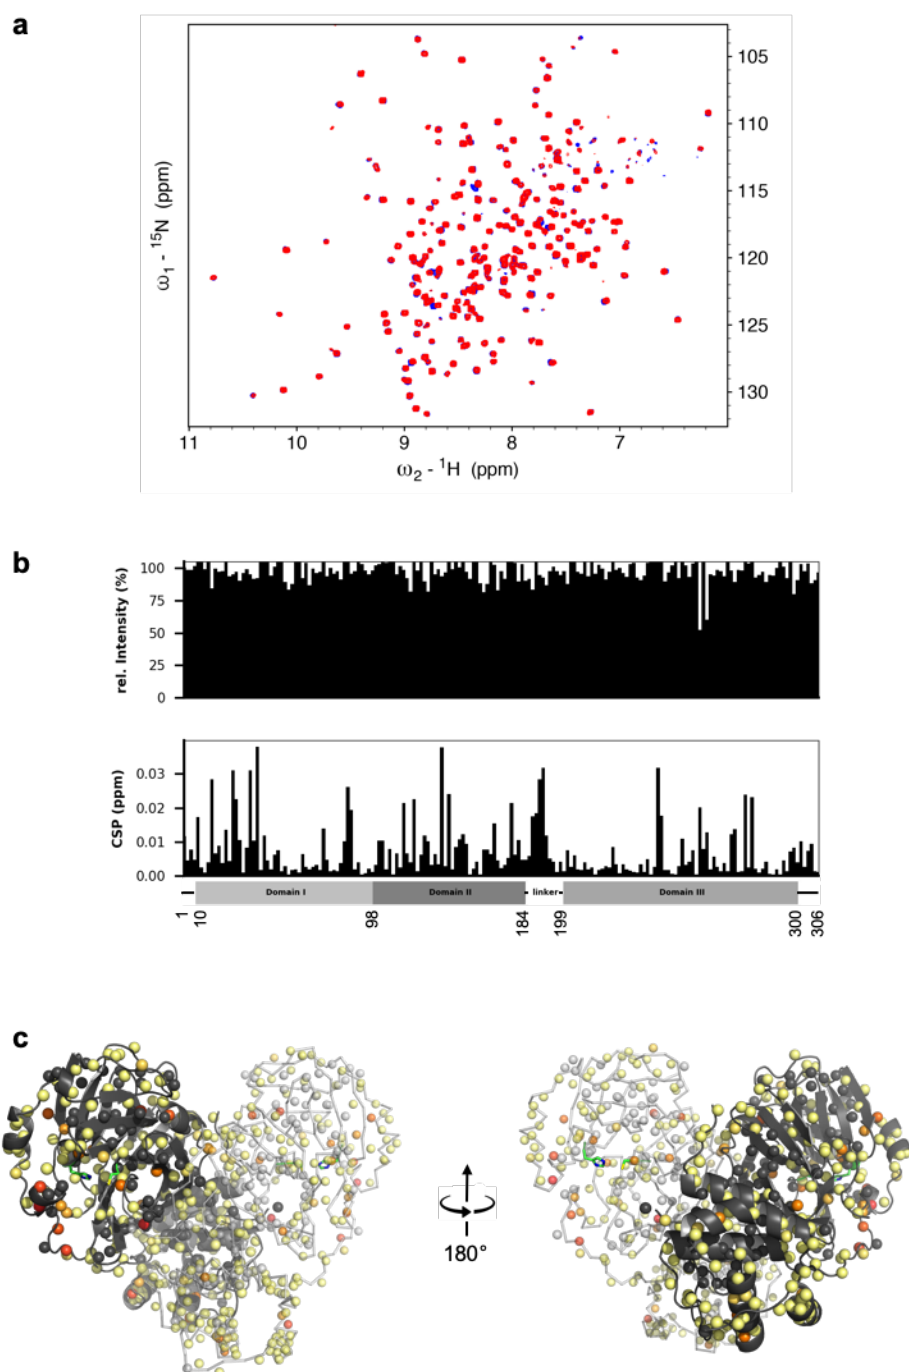 a
105
110
115
120
125
130
ω₁ - ¹⁵N (ppm)
11 10 9 8 7
ω₂ - ¹H (ppm)
b
100
75
50
25
0
rel. Intensity (%)
0.03
0.02
0.01
0.00
CSP (ppm)
Domain I Domain II linker Domain III
1 10 98 184 199 300 306
c
180°